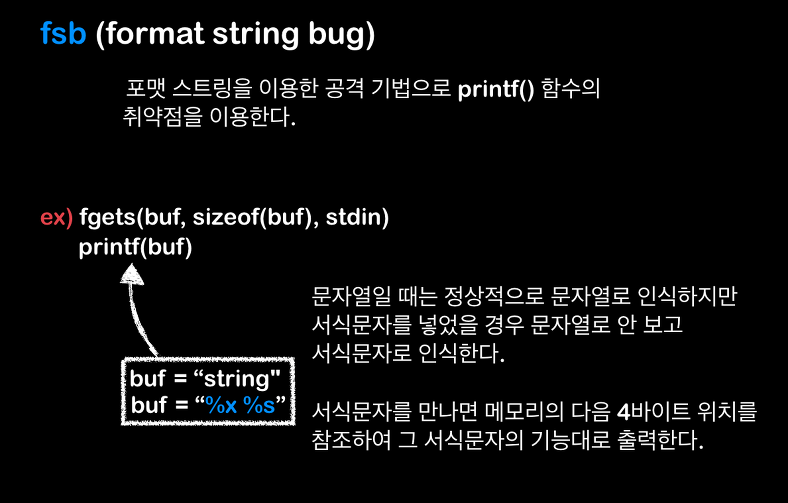 fsb (format string bug)
포맷 스트링을 이용한 공격 기법으로 printf() 함수의
취약점을 이용한다.
ex) fgets(buf, sizeof(buf), stdin)
printf(buf)
문자열일 때는 정상적으로 문자열로 인식하지만
서식문자를 넣었을 경우 문자열로 안 보고
서식문자로 인식한다.
buf = “string"
buf = “%x %s”
서식문자를 만나면 메모리의 다음 4바이트 위치를
참조하여 그 서식문자의 기능대로 출력한다.